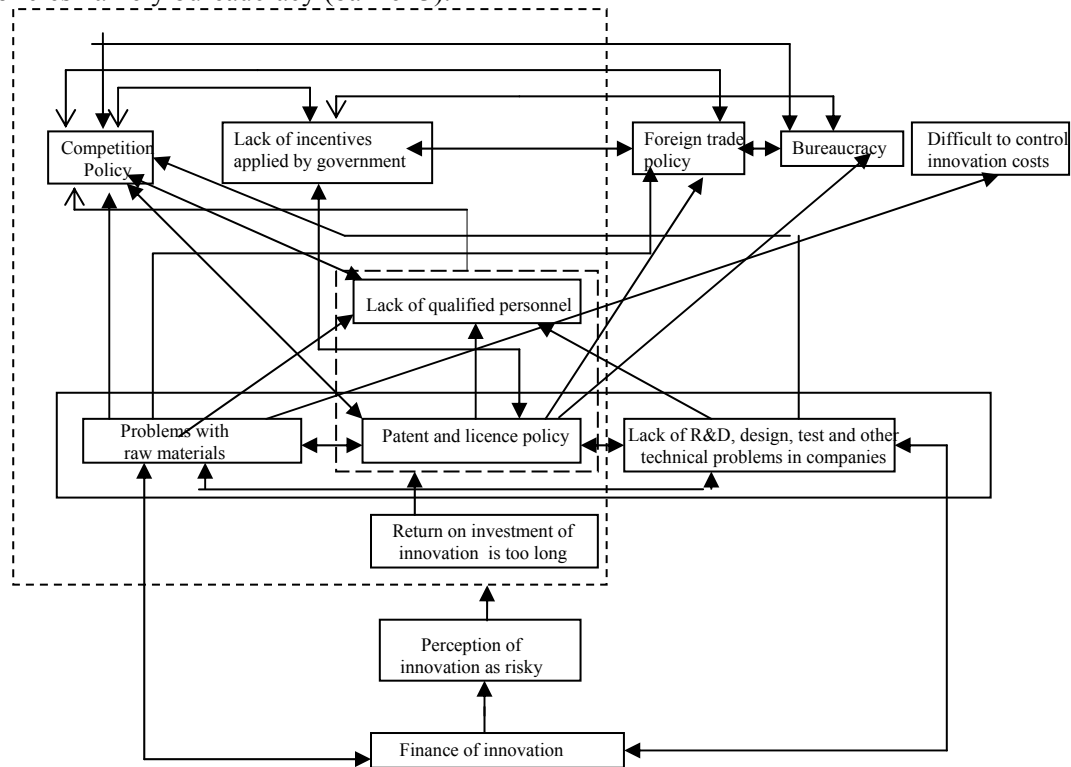 Competition
Policy
Lack of incentives
applied by government
Foreign trade
policy
Bureaucracy
Difficult to control
innovation costs
Lack of qualified personnel
Problems with
raw materials
Patent and licence policy
Lack of R&D, design, test and other
technical problems in companies
Return on investment of
innovation is too long
Perception of
innovation as risky
Finance of innovation